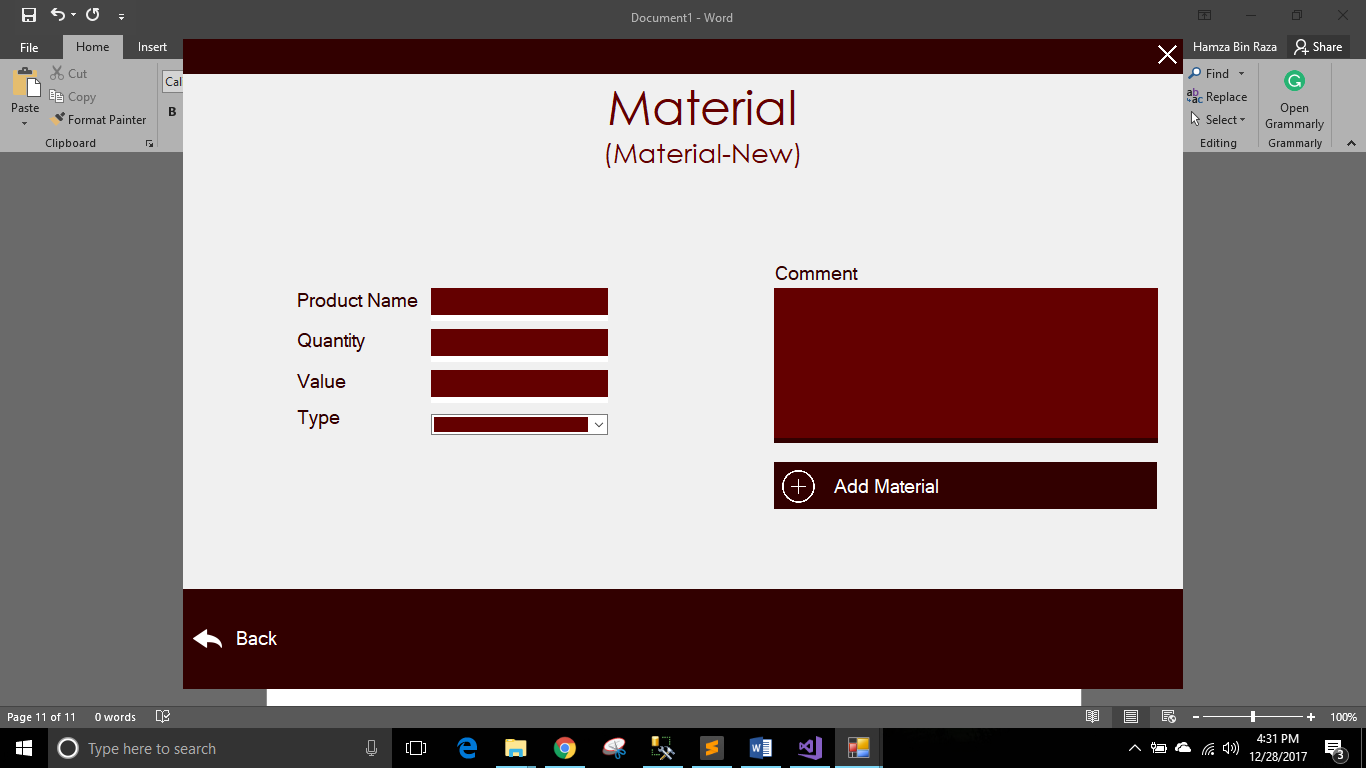 Document1 - Word
File Home Insert Hamza Bin Raza Share
Cut
Copy
Paste
Format Painter
Clipboard
Cal
B
Find
Replace
Select
Editing
Open
Grammarly
Grammarly
Material
(Material-New)
Comment
Product Name
Quantity
Value
Type
Add Material
Back
Page 11 of 11 0 words 100%
Type here to search
4:31 PM
12/28/2017
3